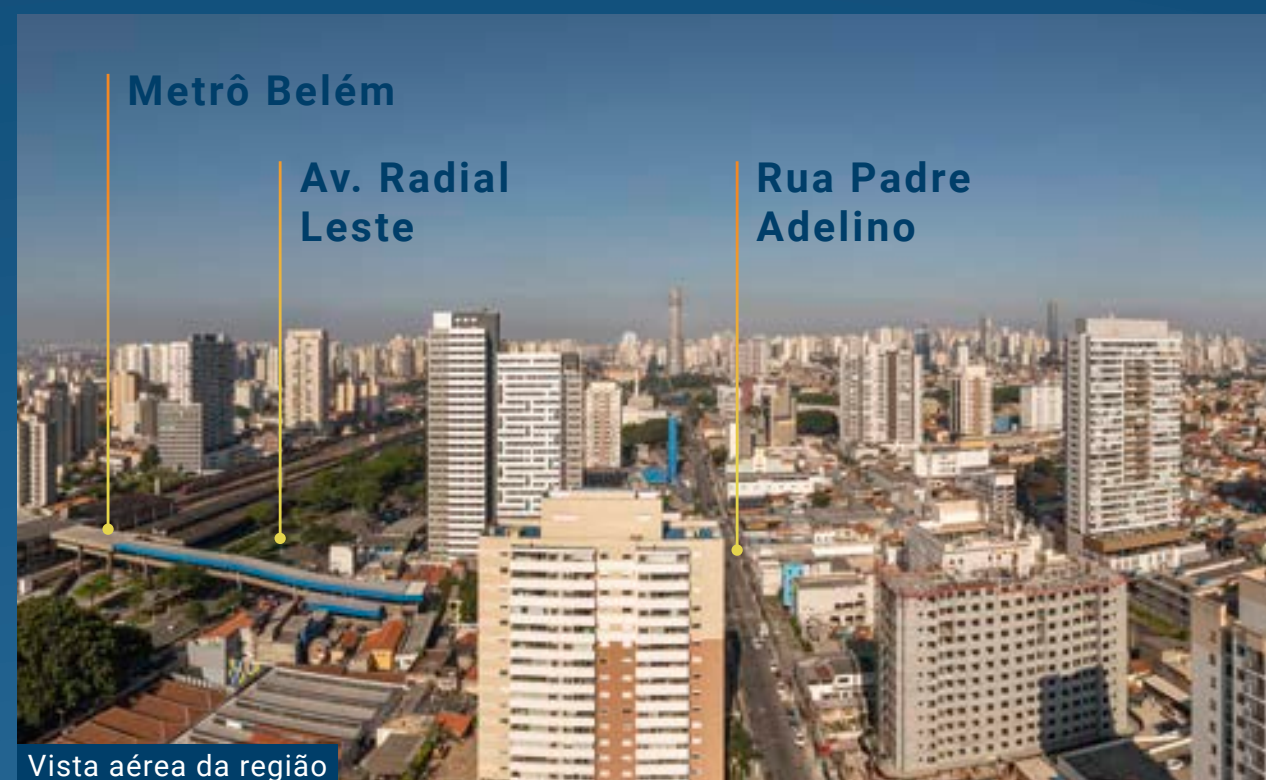 Metrô Belém
Av. Radial
Leste
Rua Padre
Adelino
Vista aérea da região